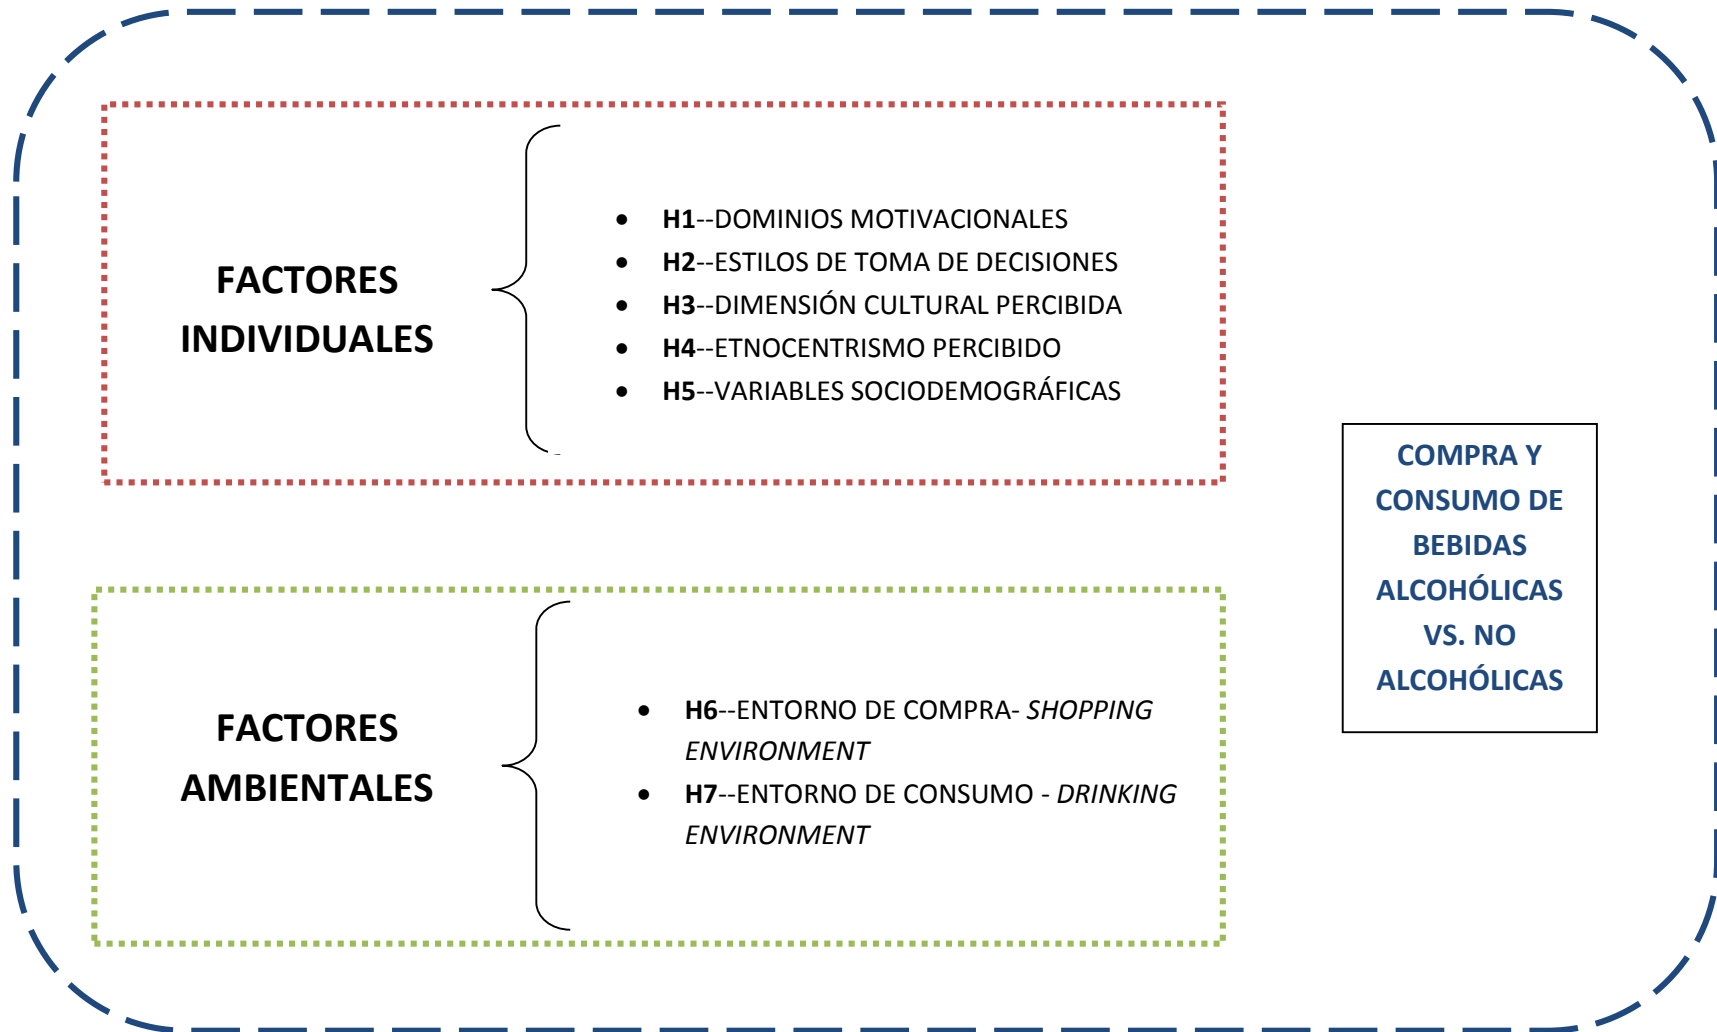 FACTORES
INDIVIDUALES
• H1--DOMINIOS MOTIVACIONALES
• H2--ESTILOS DE TOMA DE DECISIONES
• H3--DIMENSIÓN CULTURAL PERCIBIDA
• H4--ETNOCENTRISMO PERCIBIDO
• H5--VARIABLES SOCIODEMOGRÁFICAS
FACTORES
AMBIENTALES
• H6--ENTORNO DE COMPRA- SHOPPING
ENVIRONMENT
• H7--ENTORNO DE CONSUMO - DRINKING
ENVIRONMENT
COMPRA Y
CONSUMO DE
BEBIDAS
ALCOHÓLICAS
VS. NO
ALCOHÓLICAS